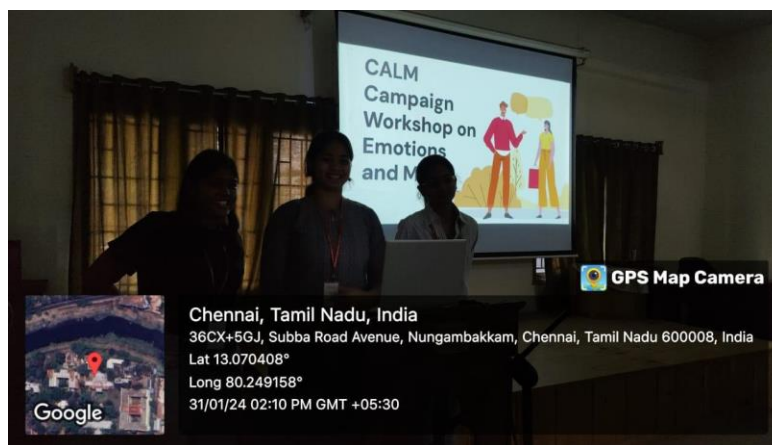 CALM
Campaign
Workshop on
Emotions
and
GPS Map Camera
Chennai, Tamil Nadu, India
36CX+5GJ, Subba Road Avenue, Nungambakkam, Chennai, Tamil Nadu 600008, India
Lat 13.070408°
Long 80.249158°
31/01/24 02:10 PM GMT +05:30
Google